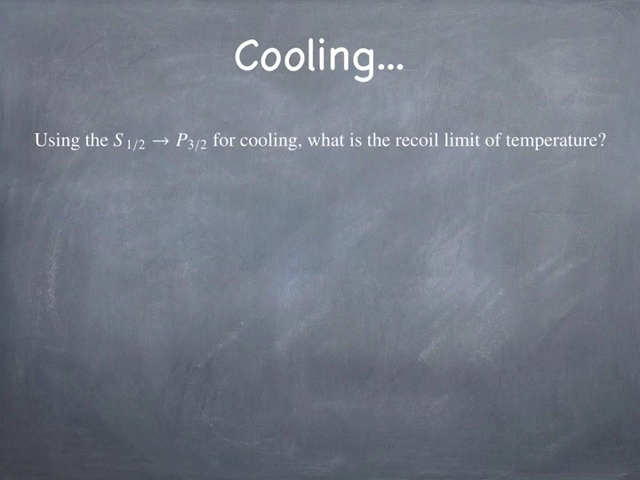 Cooling...
Using the S 1/2 → P3/2 for cooling, what is the recoil limit of temperature?